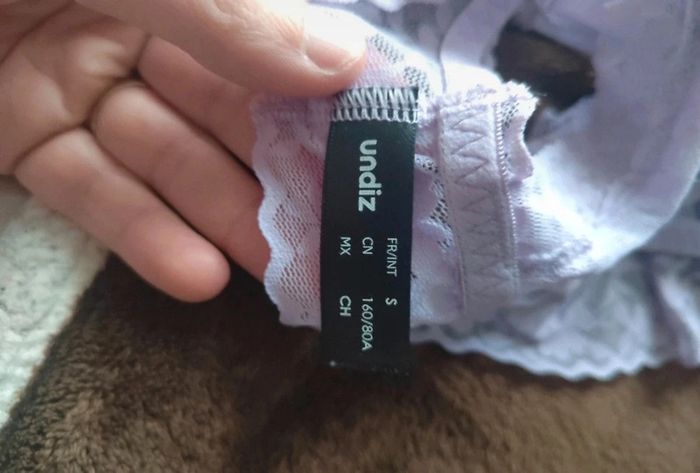 undiz
FR/INT S
CN 160/80A
MX CH